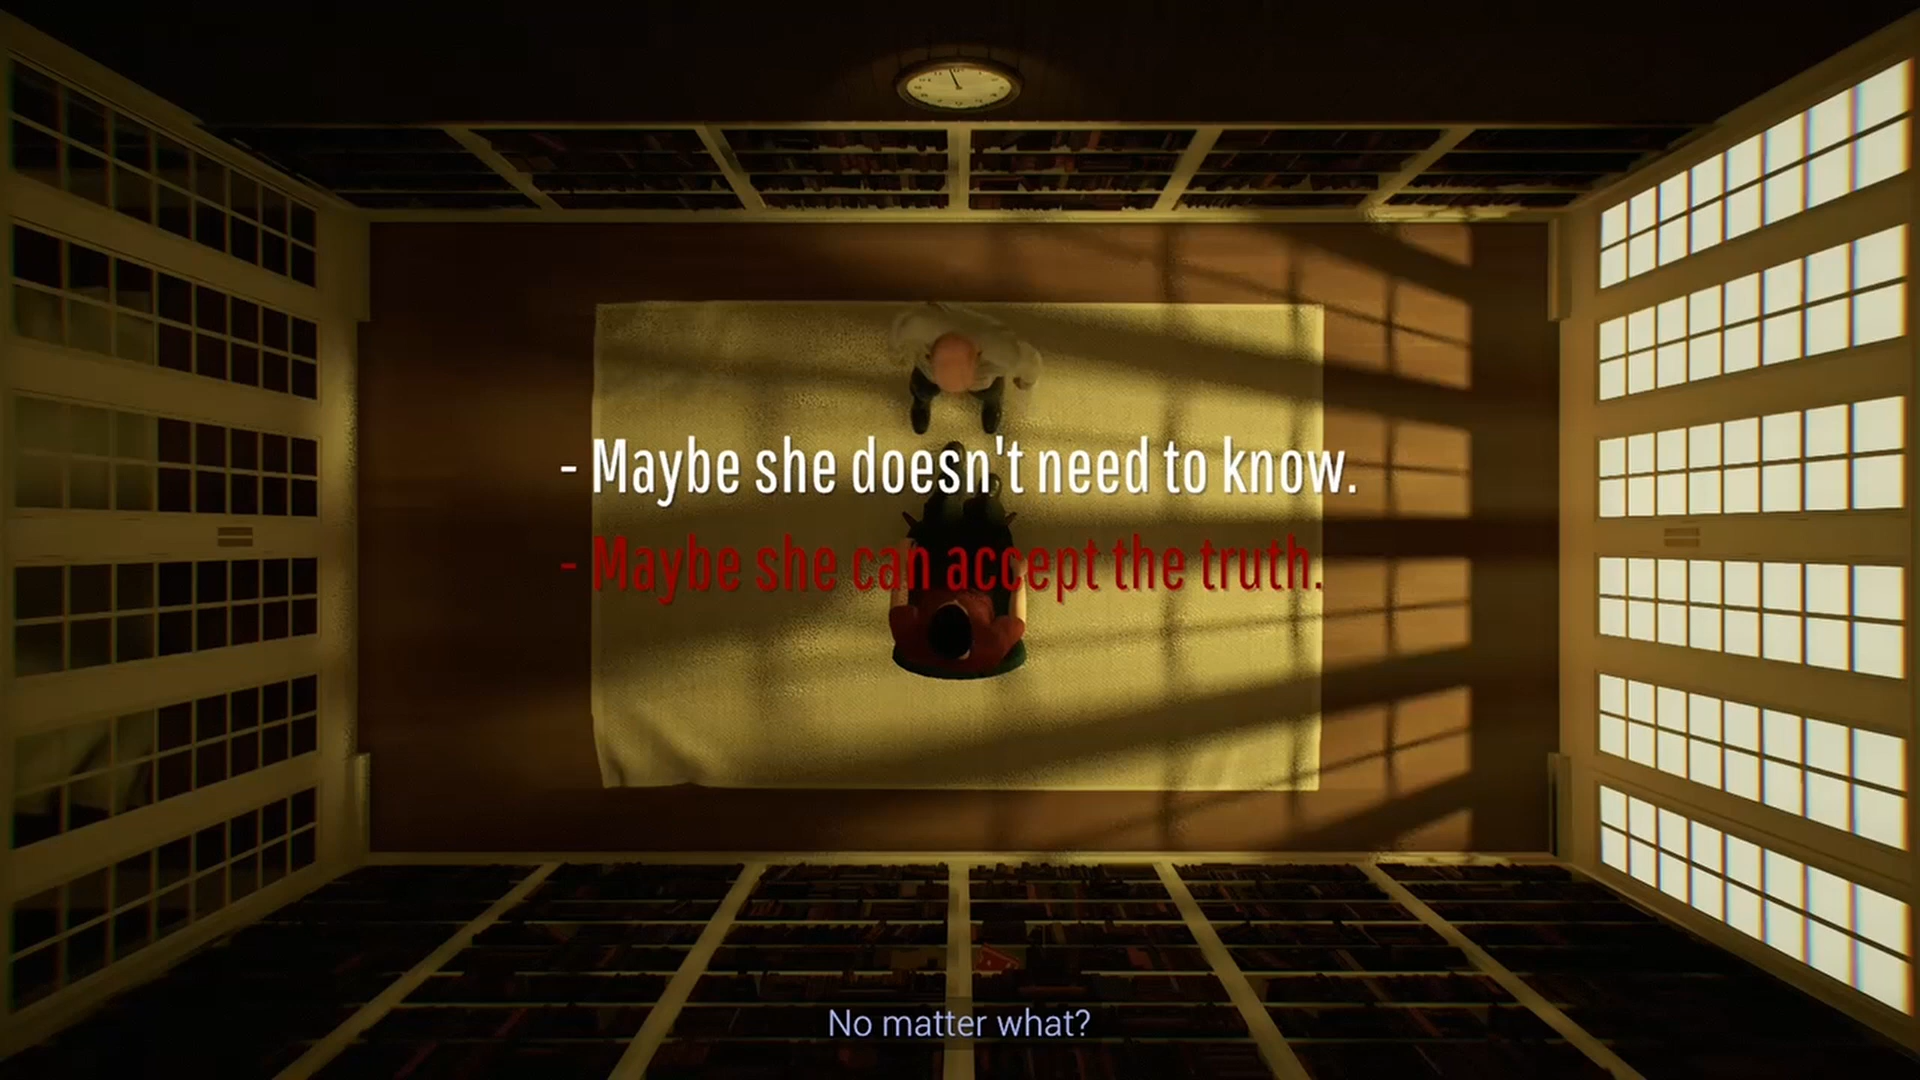 - Maybe she doesn't need to know.
- Maybe she can accept the truth.
No matter what?